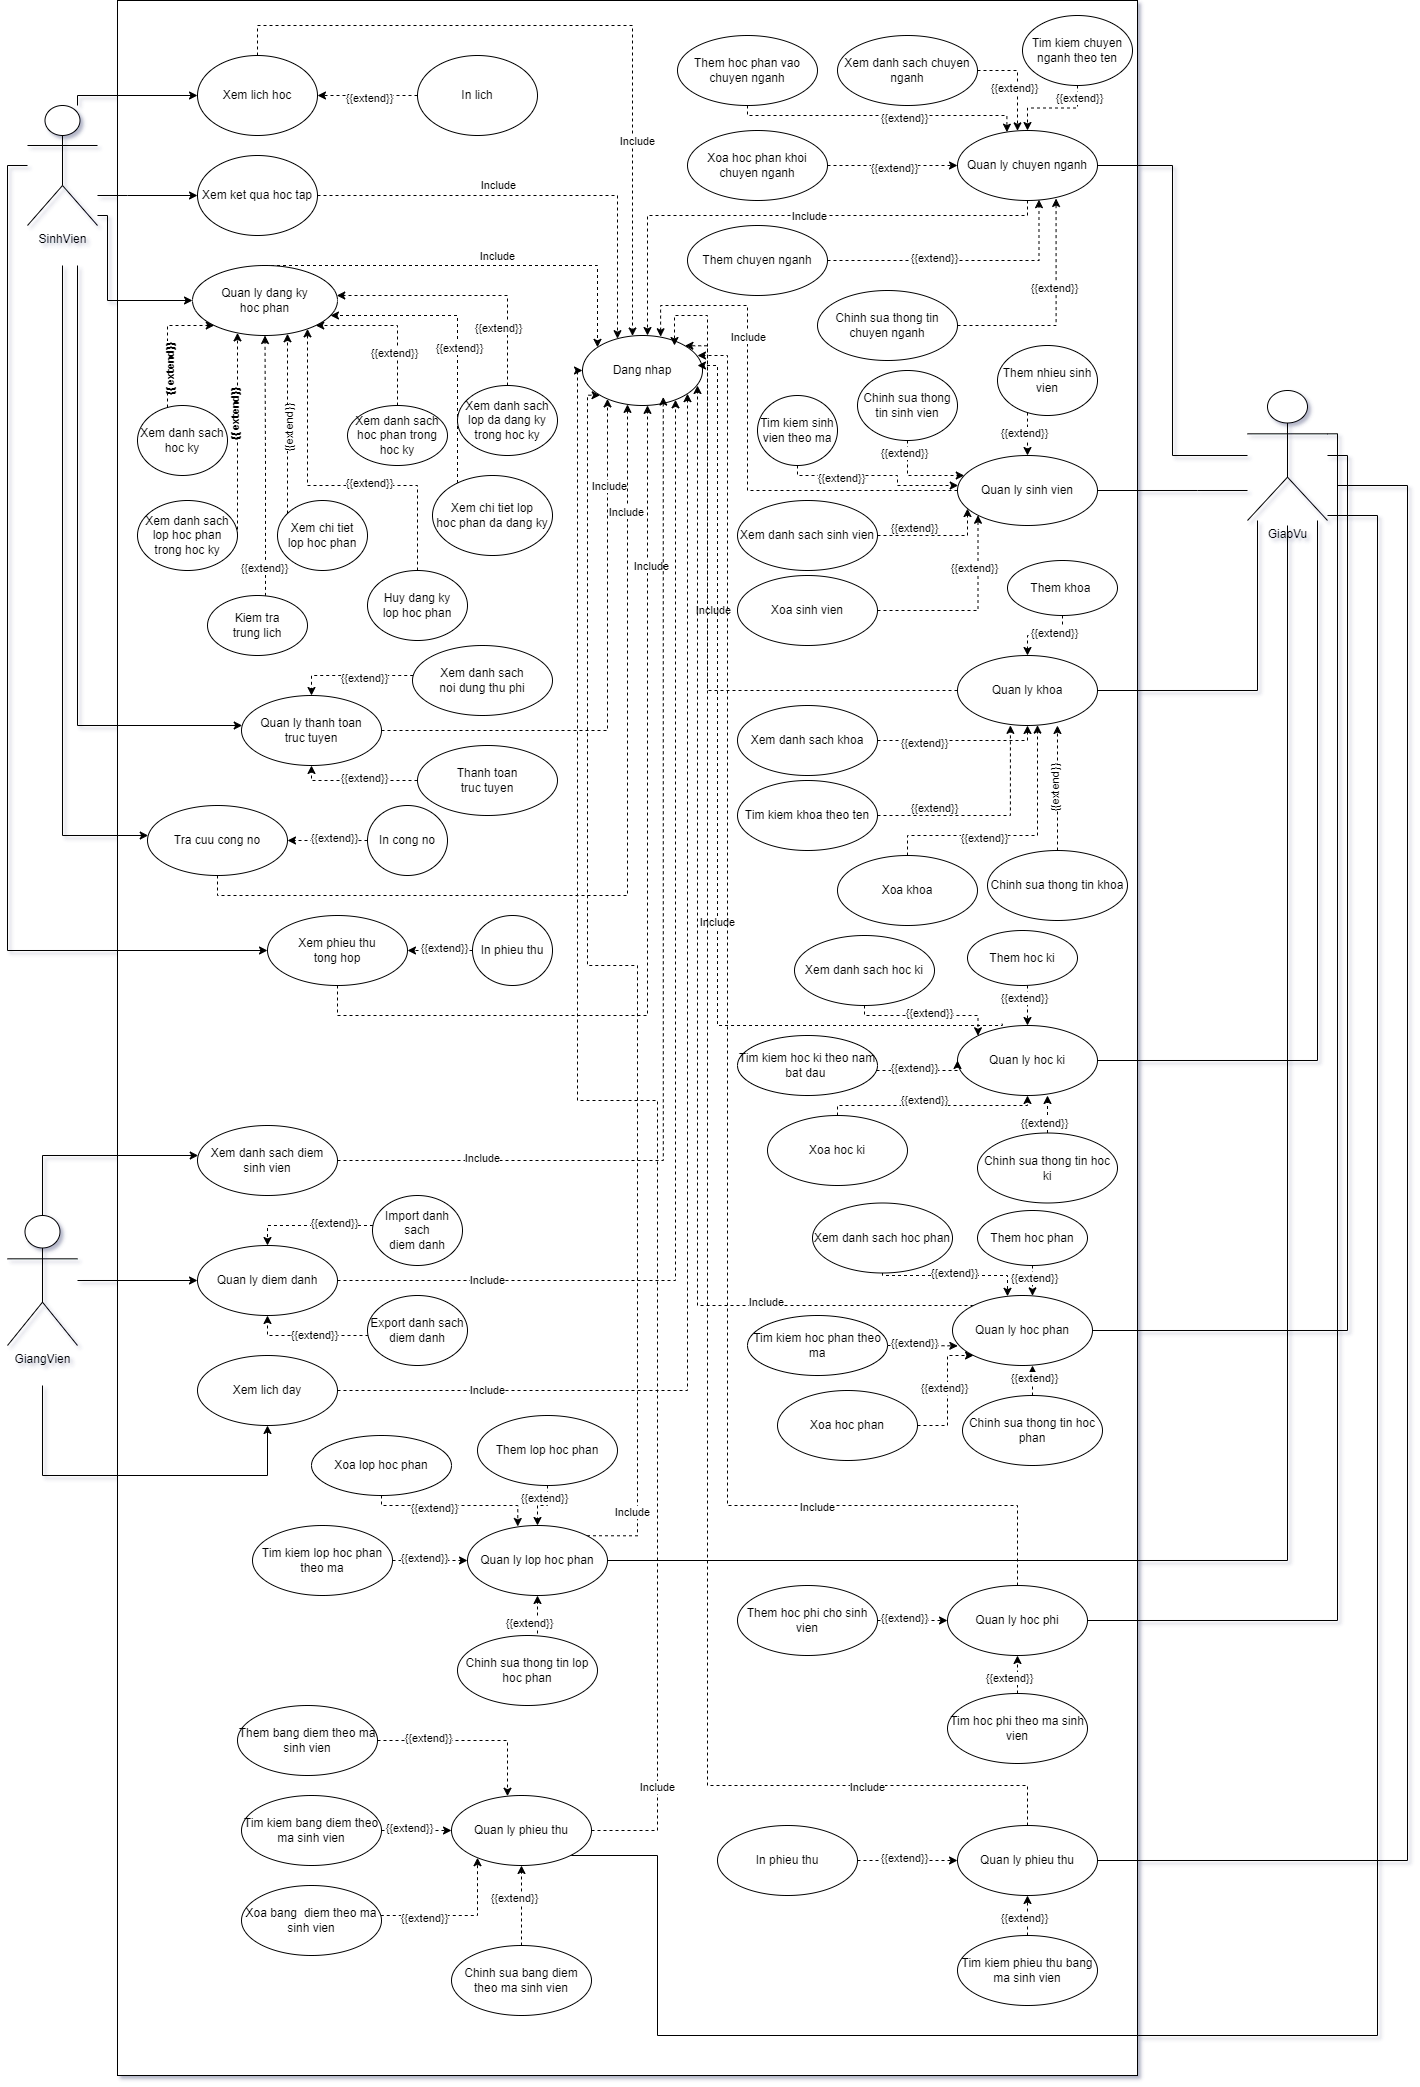 Xem lich hoc
{{extend}}
In lich
Include
Them hoc phan vao
chuyen nganh
Xem danh sach chuyen
nganh
Tim kiem chuyen
nganh theo ten
{{extend}}
{{extend}}
{{extend}}
SinhVien
Xem ket qua hoc tap
Include
Xoa hoc phan khoi
chuyen nganh
{{extend}}
Quan ly chuyen nganh
Include
Them chuyen nganh
{{extend}}
Quan ly dang ky
hoc phan
Include
{{extend}}
Chinh sua thong tin
chuyen nganh
{{extend}}
{{extend}}
{{extend}}
{{extend}}
{{extend}}
{{extend}}
{{extend}}
Dang nhap
Include
Xem danh sach
hoc ky
Xem danh sach
hoc phan trong
hoc ky
Xem danh sach
lop da dang ky
trong hoc ky
{{extend}}
Xem danh sach
lop hoc phan
trong hoc ky
Xem chi tiet
lop hoc phan
Xem chi tiet lop
hoc phan da dang ky
{{extend}}
Kiem tra
trung lich
Huy dang ky
lop hoc phan
Include
Include
Include
Include
Tim kiem sinh
vien theo ma
Chinh sua thong
tin sinh vien
Them nhieu sinh
vien
{{extend}}
{{extend}}
{{extend}}
Quan ly sinh vien
Xem danh sach sinh vien
{{extend}}
{{extend}}
Xoa sinh vien
GiaoVu
Them khoa
{{extend}}
Quan ly khoa
Xem danh sach
noi dung thu phi
{{extend}}
Quan ly thanh toan
truc tuyen
{{extend}}
Thanh toan
truc tuyen
Xem danh sach khoa
{{extend}}
Tim kiem khoa theo ten
{{extend}}
{{extend}}
{{extend}}
Xoa khoa
Chinh sua thong tin khoa
Tra cuu cong no
{{extend}}
In cong no
Include
Xem phieu thu
tong hop
{{extend}}
In phieu thu
Xem danh sach hoc ki
Them hoc ki
{{extend}}
{{extend}}
Quan ly hoc ki
Tim kiem hoc ki theo nam
bat dau
{{extend}}
{{extend}}
{{extend}}
Xoa hoc ki
Chinh sua thong tin hoc
ki
Xem danh sach diem
sinh vien
Include
Import danh
sach
diem danh
{{extend}}
Quan ly diem danh
Include
{{extend}}
Export danh sach
diem danh
GiangVien
Xem lich day
Include
Xem danh sach hoc phan
Them hoc phan
{{extend}}
{{extend}}
Include
Quan ly hoc phan
Tim kiem hoc phan theo
ma
{{extend}}
{{extend}}
{{extend}}
Xoa hoc phan
Chinh sua thong tin hoc
phan
Xoa lop hoc phan
Them lop hoc phan
{{extend}}
{{extend}}
Include
Include
Tim kiem lop hoc phan
theo ma
{{extend}}
Quan ly lop hoc phan
{{extend}}
Chinh sua thong tin lop
hoc phan
Them hoc phi cho sinh
vien
{{extend}}
Quan ly hoc phi
{{extend}}
Tim hoc phi theo ma sinh
vien
Them bang diem theo ma
sinh vien
{{extend}}
Include
Include
Tim kiem bang diem theo
ma sinh vien
{{extend}}
Quan ly phieu thu
Xoa bang  diem theo ma
sinh vien
{{extend}}
{{extend}}
Chinh sua bang diem
theo ma sinh vien
In phieu thu
{{extend}}
Quan ly phieu thu
{{extend}}
Tim kiem phieu thu bang
ma sinh vien